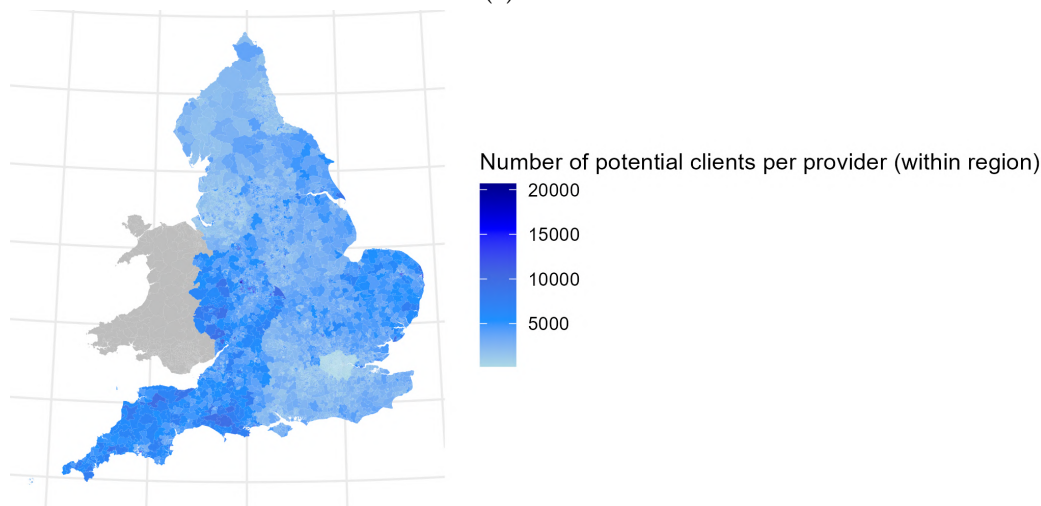 Number of potential clients per provider (within region)
20000
15000
10000
5000